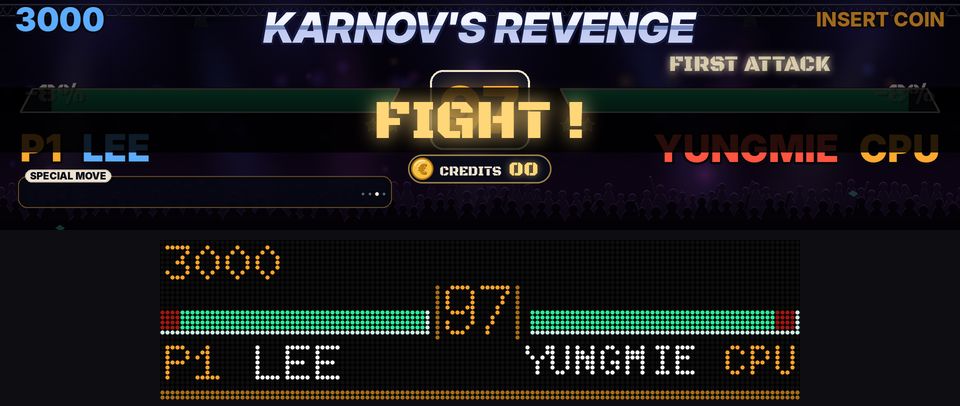 3000
KARNOV'S REVENGE
INSERT COIN
FIRST ATTACK
FIGHT !
P1 LEE
YUNGMIE CPU
SPECIAL MOVE
CREDITS 00
3000
97
P1 LEE
YUNGMIE CPU